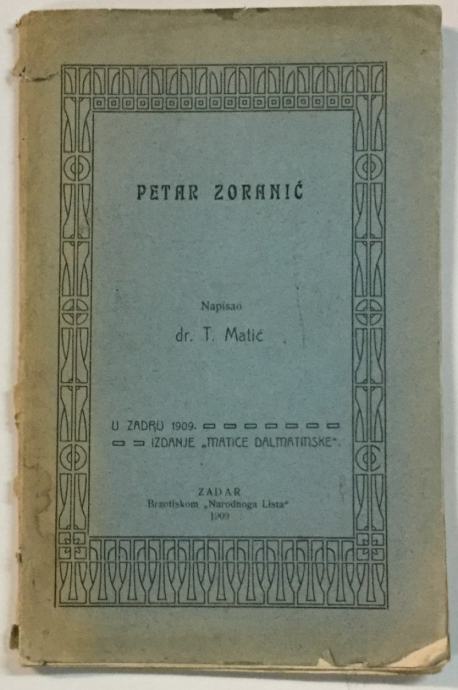 PETAR ZORANIĆ
Napisao
dr. T. Matić
U ZADRU 1909.
IZDANJE „MATICE DALMATINSKE“.
ZADAR
Brzotiskom „Narodnoga Lista“
1909